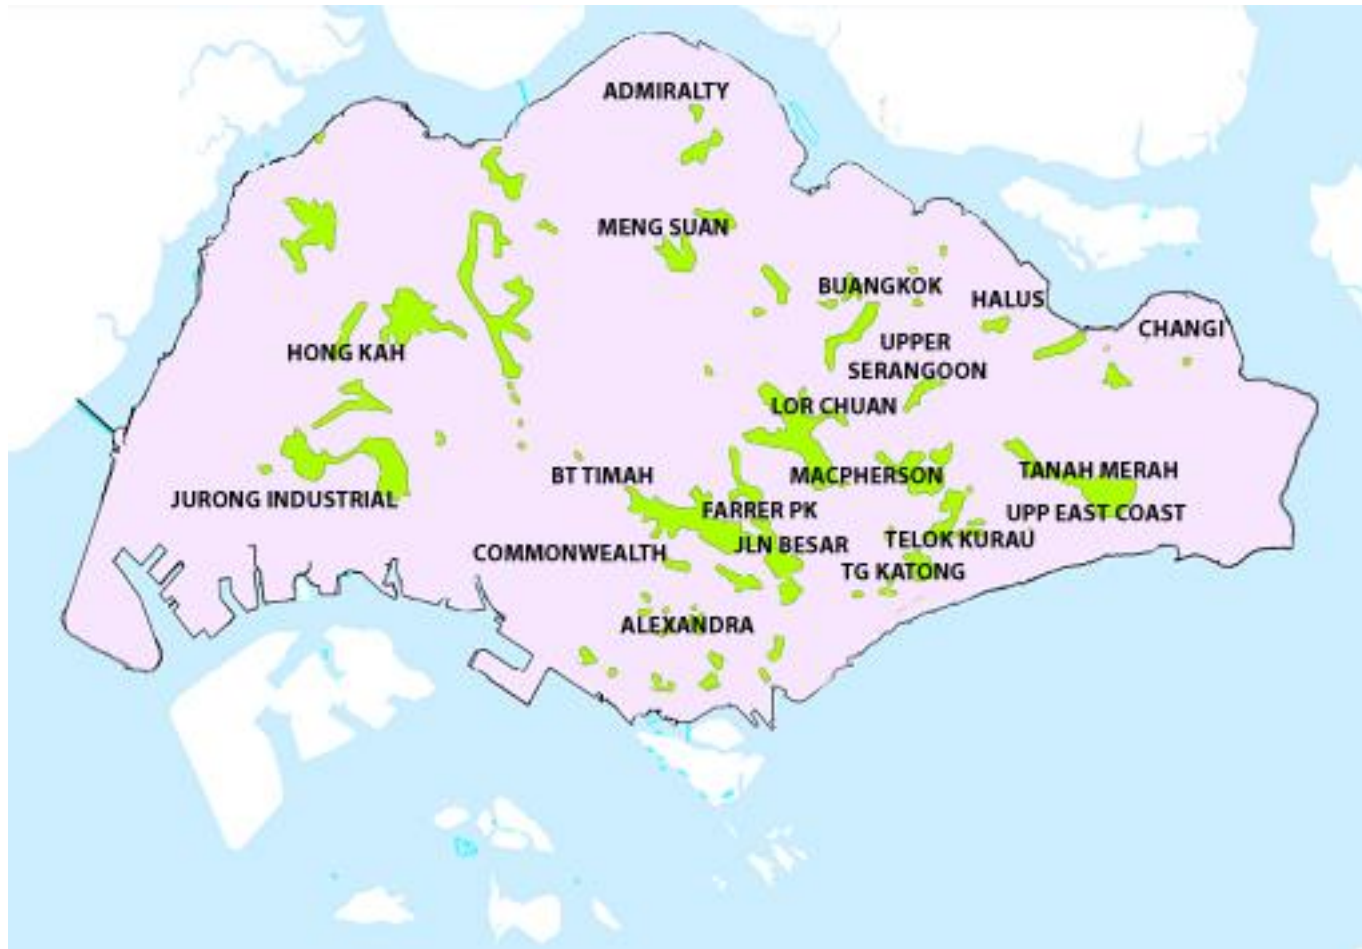 ADMIRALTY
MENG SUAN
BUANGKOK
HALUS
CHANGI
UPPER
SERANGOON
HONG KAH
LOR CHUAN
BT TIMAH
MACPHERSON
TANAH MERAH
JURONG INDUSTRIAL
FARRER PK
UPP EAST COAST
COMMONWEALTH
JLN BESAR
TELOK KURAU
TG KATONG
ALEXANDRA